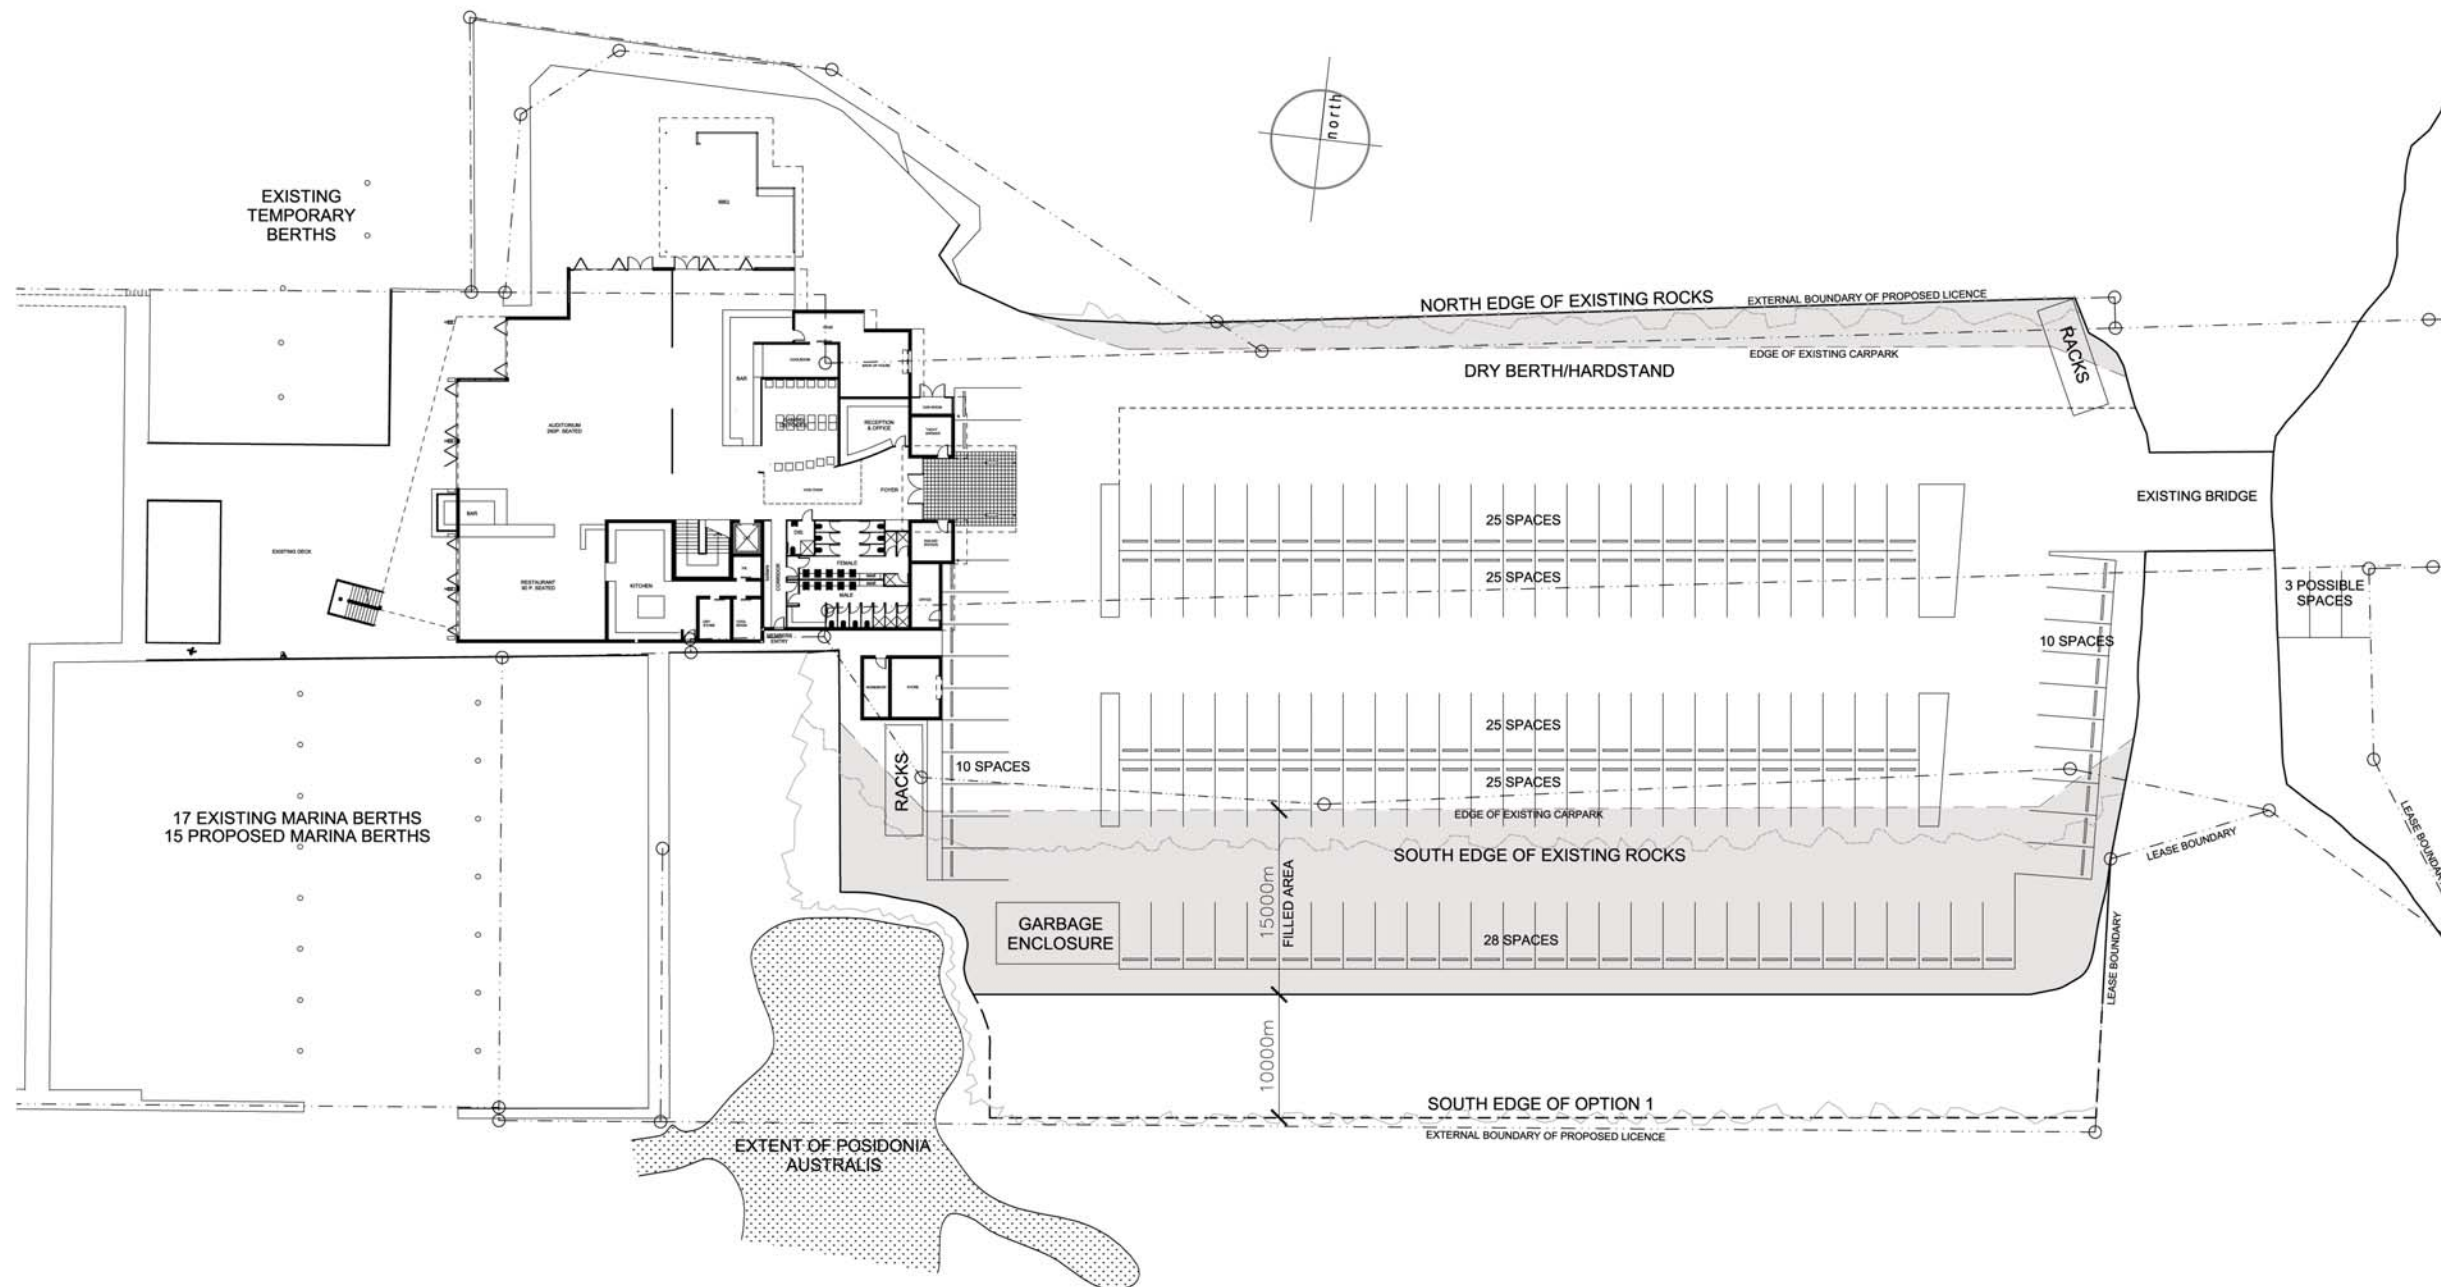 north
EXISTING
TEMPORARY
BERTHS
BBQ
NORTH EDGE OF EXISTING ROCKS
EXTERNAL BOUNDARY OF PROPOSED LICENCE
RACKS
EDGE OF EXISTING CARPARK
DRY BERTH/HARDSTAND
BAR
AUDITORIUM
RECEPTION
& OFFICE
FOYER
EXISTING BRIDGE
25 SPACES
25 SPACES
BAR
EXISTING DECK
RESTAURANT
KITCHEN
CORRIDOR
FEMALE
MALE
OFFICE
MEMBERS
ENTRY
STORE
3 POSSIBLE
SPACES
10 SPACES
25 SPACES
25 SPACES
10 SPACES
RACKS
EDGE OF EXISTING CARPARK
SOUTH EDGE OF EXISTING ROCKS
17 EXISTING MARINA BERTHS
15 PROPOSED MARINA BERTHS
LEASE BOUNDARY
LEASE BOUNDARY
15000m
FILLED AREA
GARBAGE
ENCLOSURE
28 SPACES
LEASE BOUNDARY
10000m
SOUTH EDGE OF OPTION 1
EXTERNAL BOUNDARY OF PROPOSED LICENCE
EXTENT OF POSIDONIA
AUSTRALIS